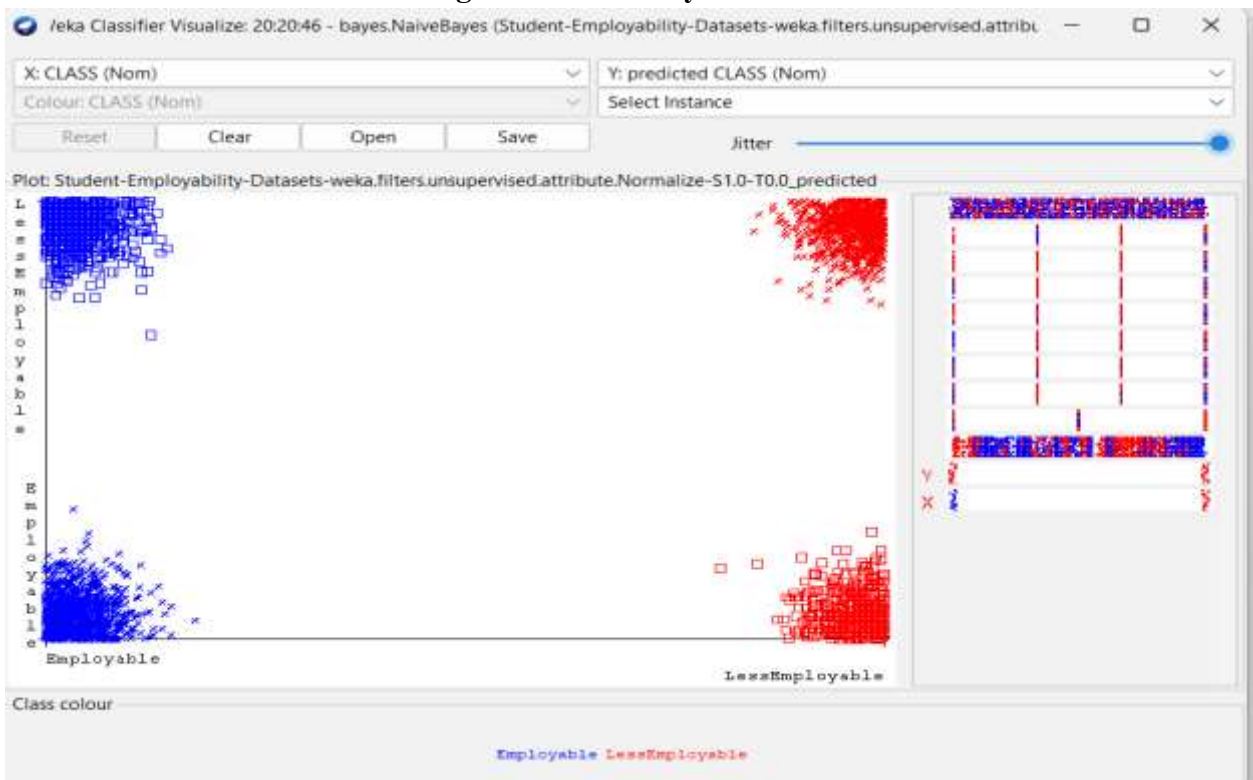 /eka Classifier Visualize: 20:20:46 - bayes.NaiveBayes (Student-Employability-Datasets-weka.filters.unsupervised.attribu
X: CLASS (Nom)
Y: predicted CLASS (Nom)
Colour: CLASS (Nom)
Select Instance
Reset
Clear
Open
Save
Jitter
Plot: Student-Employability-Datasets-weka.filters.unsupervised.attribute.Normalize-S1.0-T0.0_predicted
LessEmployable
Employable
Y
X
Employable
LessEmployable
Class colour
Employable LessEmployable